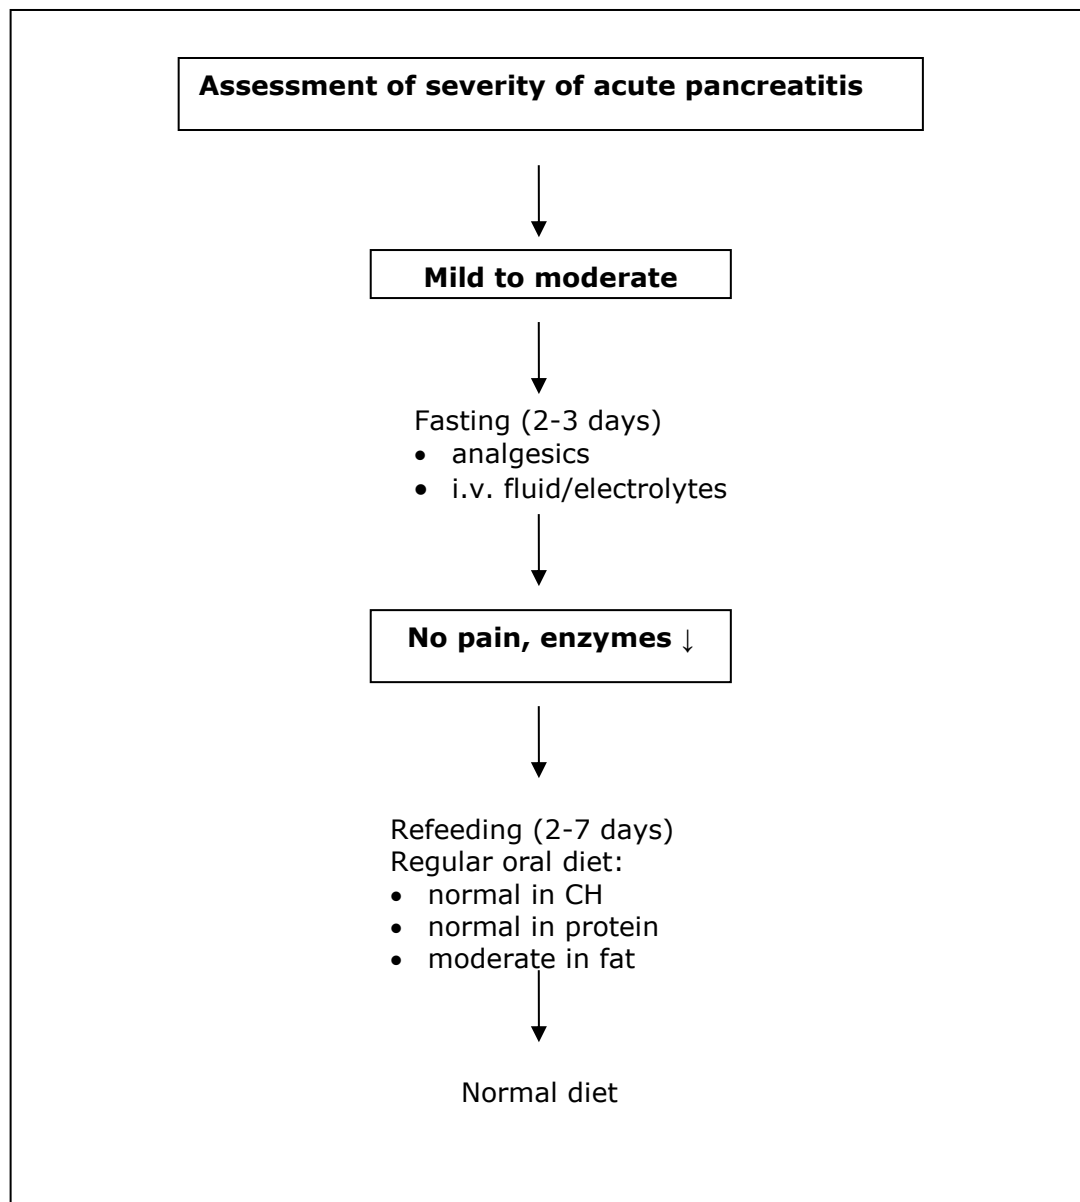 Assessment of severity of acute pancreatitis
Mild to moderate
Fasting (2-3 days)
• analgesics
• i.v. fluid/electrolytes
No pain, enzymes ↓
Refeeding (2-7 days)
Regular oral diet:
• normal in CH
• normal in protein
• moderate in fat
Normal diet